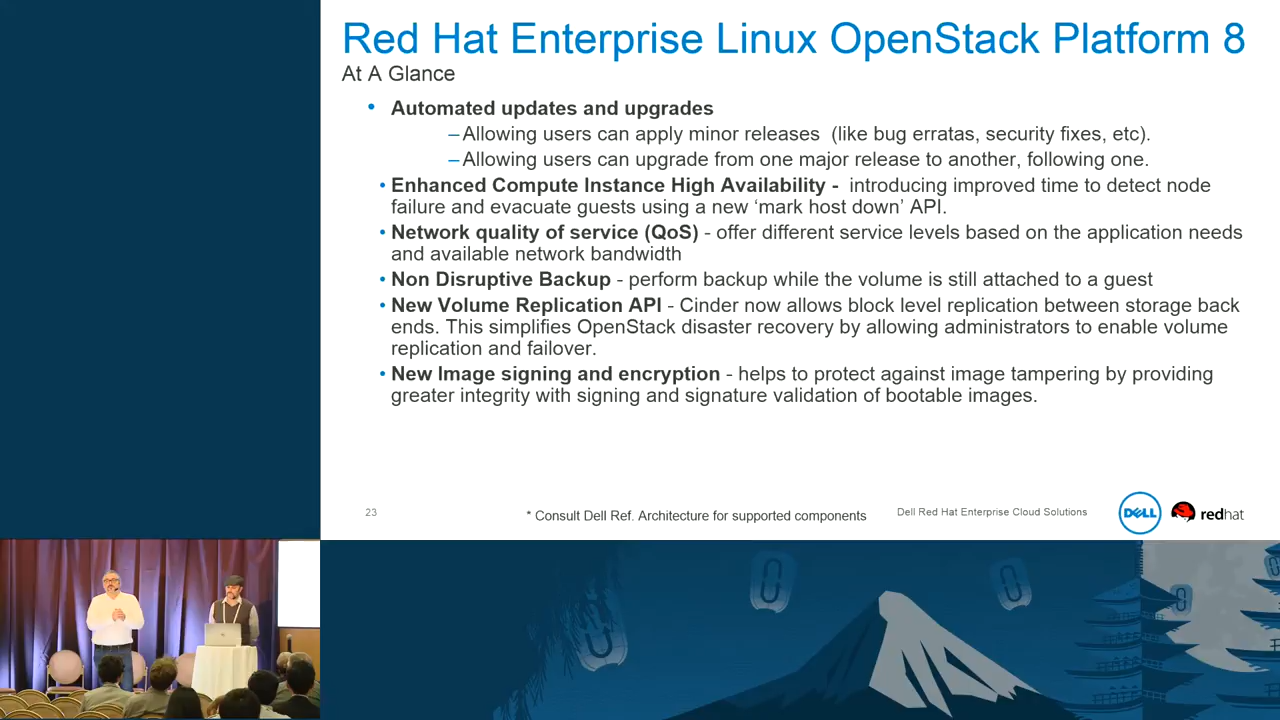 Red Hat Enterprise Linux OpenStack Platform 8
At A Glance
• Automated updates and upgrades
–Allowing users can apply minor releases (like bug erratas, security fixes, etc).
–Allowing users can upgrade from one major release to another, following one.
• Enhanced Compute Instance High Availability - introducing improved time to detect node
failure and evacuate guests using a new ‘mark host down’ API.
• Network quality of service (QoS) - offer different service levels based on the application needs
and available network bandwidth
• Non Disruptive Backup - perform backup while the volume is still attached to a guest
• New Volume Replication API - Cinder now allows block level replication between storage back
ends. This simplifies OpenStack disaster recovery by allowing administrators to enable volume
replication and failover.
• New Image signing and encryption - helps to protect against image tampering by providing
greater integrity with signing and signature validation of bootable images.
23
* Consult Dell Ref. Architecture for supported components
Dell Red Hat Enterprise Cloud Solutions
DELL
redhat